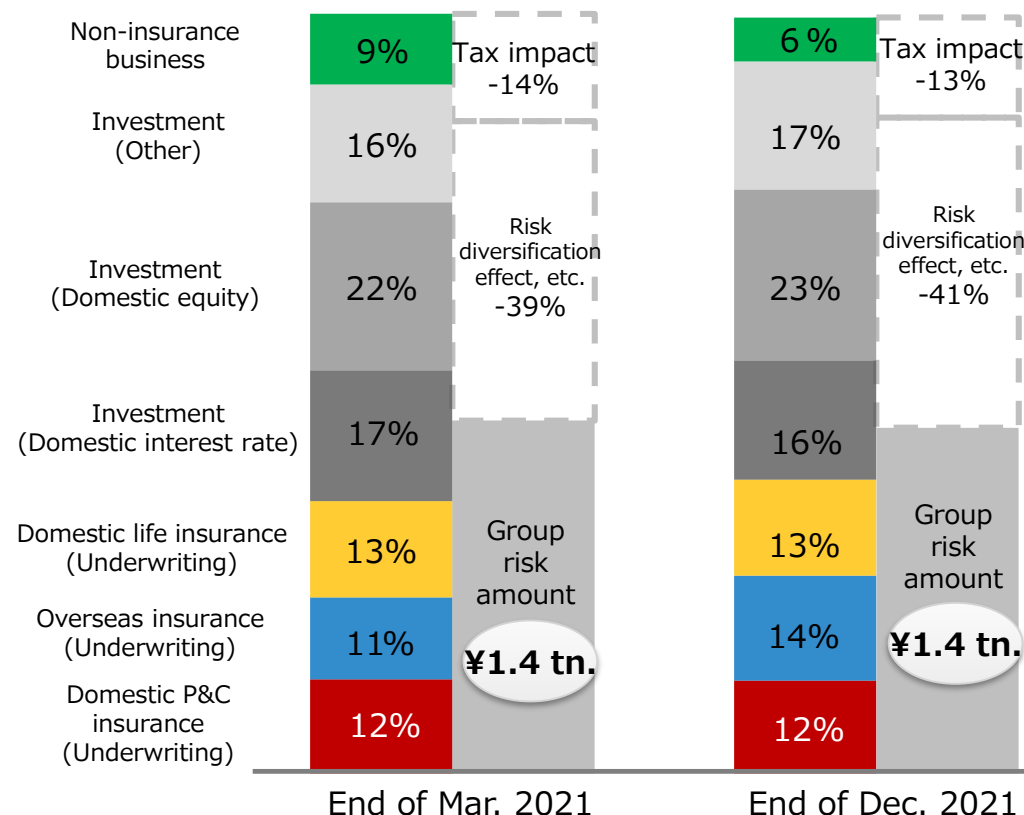 Non-insurance
business
Investment
(Other)
Investment
(Domestic equity)
Investment
(Domestic interest rate)
Domestic life insurance
(Underwriting)
Overseas insurance
(Underwriting)
Domestic P&C
insurance
(Underwriting)
9%
16%
22%
17%
13%
11%
12%
Tax impact
-14%
Risk
diversification
effect, etc.
-39%
Group
risk
amount
¥1.4 tn.
End of Mar. 2021
6%
17%
23%
16%
13%
14%
12%
Tax impact
-13%
Risk
diversification
effect, etc.
-41%
Group
risk
amount
¥1.4 tn.
End of Dec. 2021